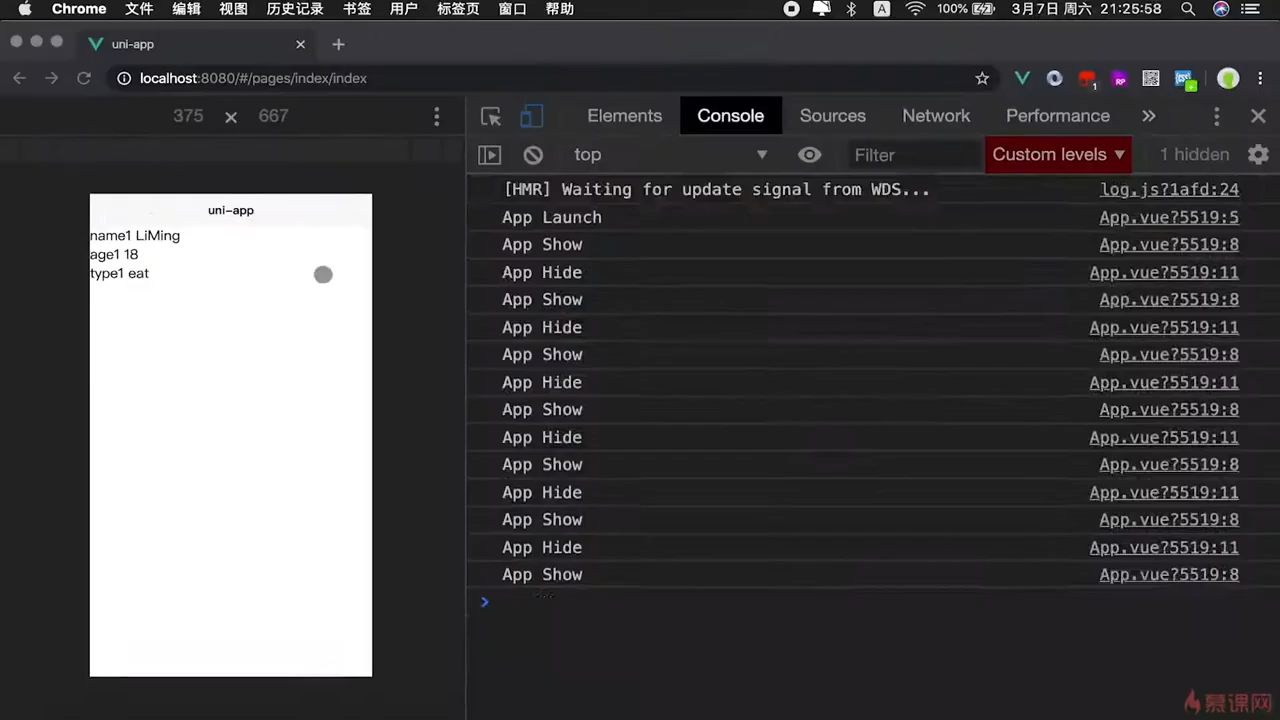 Chrome 文件 编辑 视图 历史记录 书签 用户 标签页 窗口 帮助 A 100% 3月7日 周六 21:25:58
uni-app
localhost:8080/#/pages/index/index 1 RP
375 × 667 Elements Console Sources Network Performance »
top Filter Custom levels ▼ 1 hidden
[HMR] Waiting for update signal from WDS... log.js?1afd:24
uni-app
name1 LiMing
age1 18
type1 eat
App Launch App.vue?5519:5
App Show App.vue?5519:8
App Hide App.vue?5519:11
App Show App.vue?5519:8
App Hide App.vue?5519:11
App Show App.vue?5519:8
App Hide App.vue?5519:11
App Show App.vue?5519:8
App Hide App.vue?5519:11
App Show App.vue?5519:8
App Hide App.vue?5519:11
App Show App.vue?5519:8
App Hide App.vue?5519:11
App Show App.vue?5519:8
慕课网